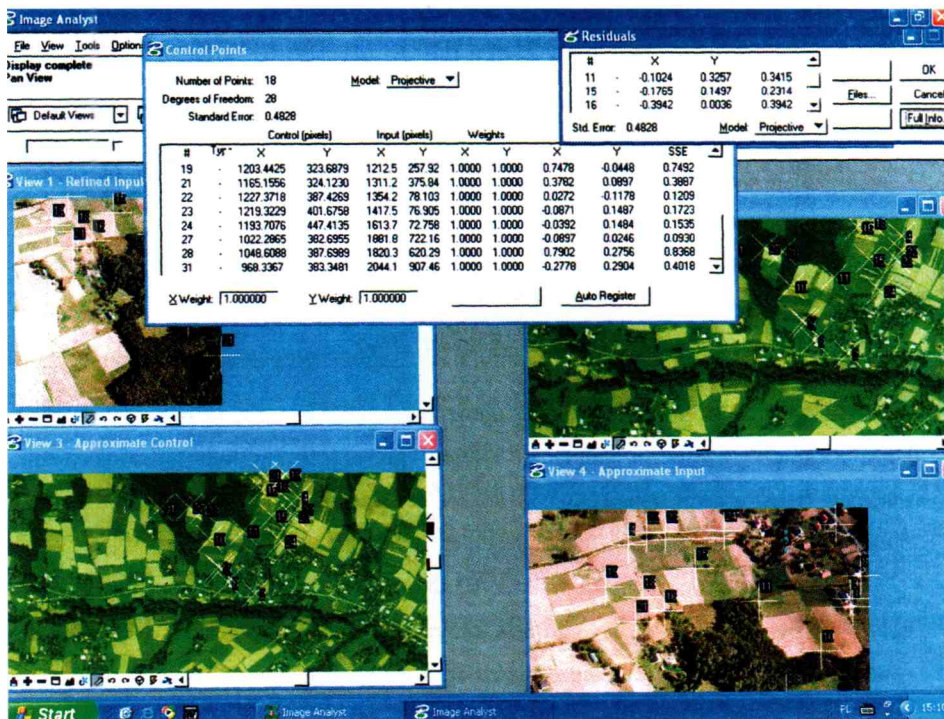 Image Analyst
File View Tools Option
Display complete
Pan View
Default Views
Control Points
Number of Points: 18 Model: Projective
Degrees of Freedom: 28
Standard Error: 0.4828
Control (pixels) Input (pixels) Weights
# X Y X Y X Y X Y SSE
19 1203.4425 323.6879 1212.5 257.92 1.0000 1.0000 0.7478 -0.0448 0.7492
21 1165.1556 324.1230 1311.2 375.84 1.0000 1.0000 0.3782 0.0897 0.3887
22 1227.3718 387.4269 1354.2 78.103 1.0000 1.0000 0.0272 -0.1178 0.1209
23 1219.3229 401.6758 1417.5 76.905 1.0000 1.0000 -0.0871 0.1487 0.1723
24 1193.7076 447.4135 1613.7 72.758 1.0000 1.0000 -0.0392 0.1484 0.1535
27 1022.2865 382.6955 1881.8 722.16 1.0000 1.0000 -0.0897 0.0246 0.0930
28 1048.6088 387.6989 1820.3 620.29 1.0000 1.0000 0.7902 0.2756 0.8368
31 968.3367 383.3481 2044.1 907.46 1.0000 1.0000 -0.2778 0.2904 0.4018
X Weight: 1.000000 Y Weight: 1.000000 Auto Register
Residuals
# X Y
11 -0.1024 0.3257 0.3415
15 -0.1765 0.1497 0.2314
16 -0.3942 0.0036 0.3942
Std. Error: 0.4828 Model: Projective
OK
Files... Cancel
Full Info.
View 1 - Refined Input
View 3 - Approximate Control
View 4 - Approximate Input
Start Image Analyst Image Analyst PL